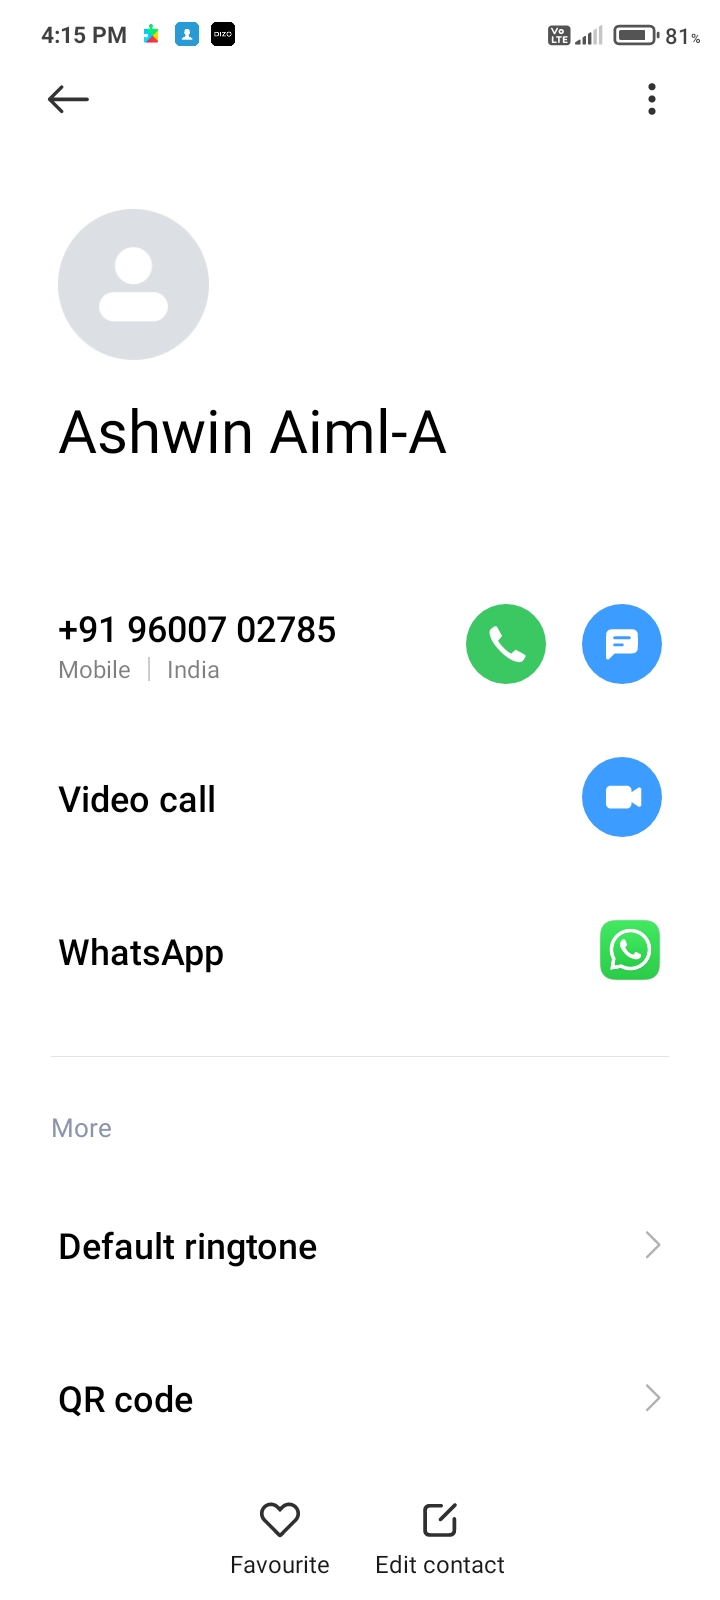 4:15 PM DIZO Vo LTE 81%
Ashwin Aiml-A
+91 96007 02785
Mobile | India
Video call
WhatsApp
More
Default ringtone
QR code
Favourite Edit contact